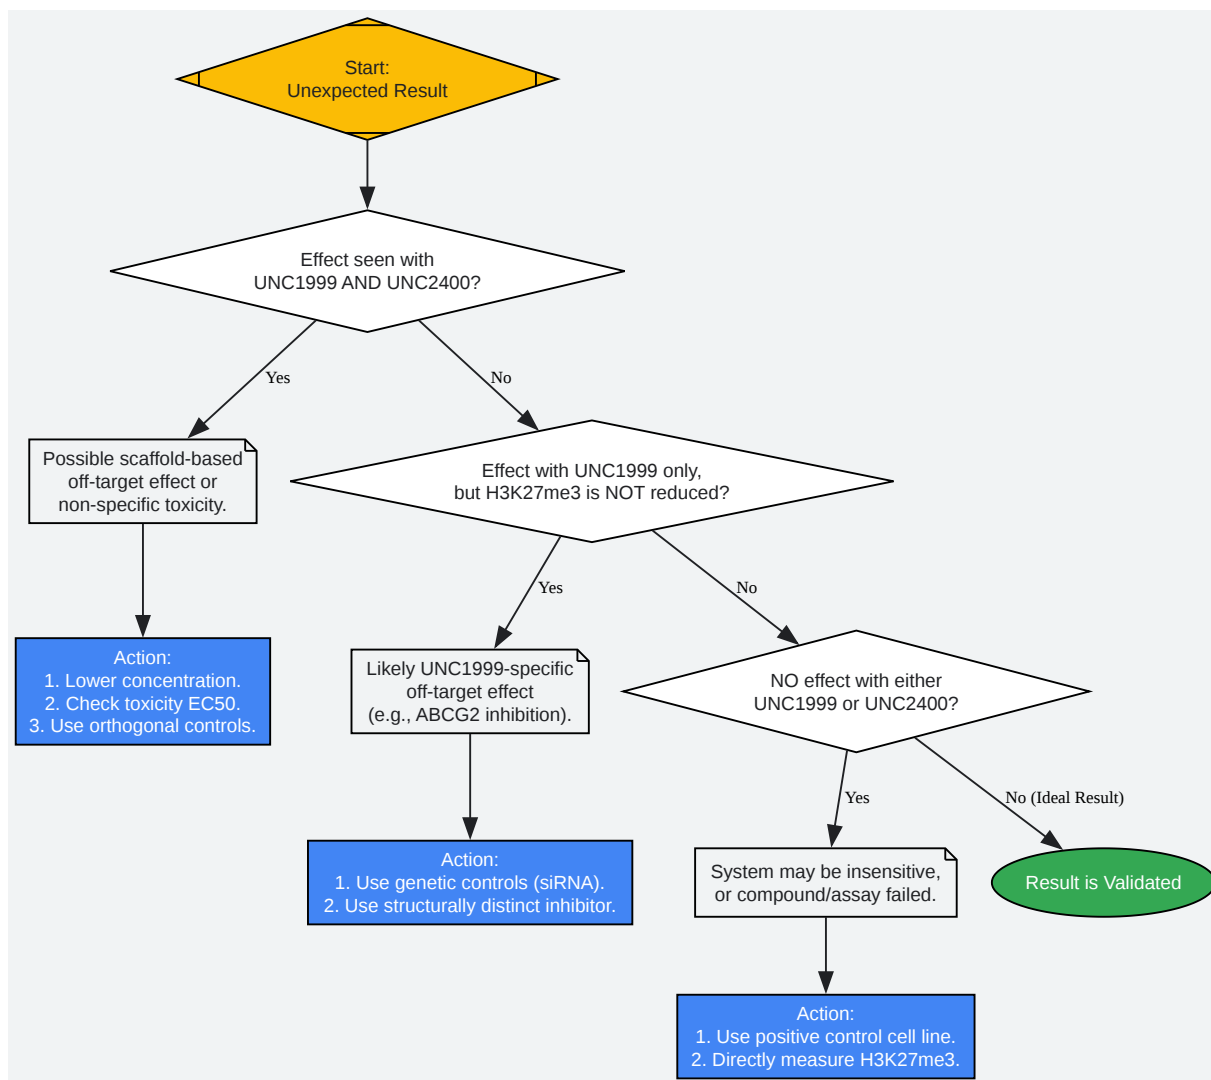 Start:
Unexpected Result
Effect seen with
UNC1999 AND UNC2400?
Yes
No
Possible scaffold-based
off-target effect or
non-specific toxicity.
Effect with UNC1999 only,
but H3K27me3 is NOT reduced?
Yes
No
Action:
1. Lower concentration.
2. Check toxicity EC50.
3. Use orthogonal controls.
Likely UNC1999-specific
off-target effect
(e.g., ABCG2 inhibition).
NO effect with either
UNC1999 or UNC2400?
Yes
No (Ideal Result)
Action:
1. Use genetic controls (siRNA).
2. Use structurally distinct inhibitor.
System may be insensitive,
or compound/assay failed.
Result is Validated
Action:
1. Use positive control cell line.
2. Directly measure H3K27me3.